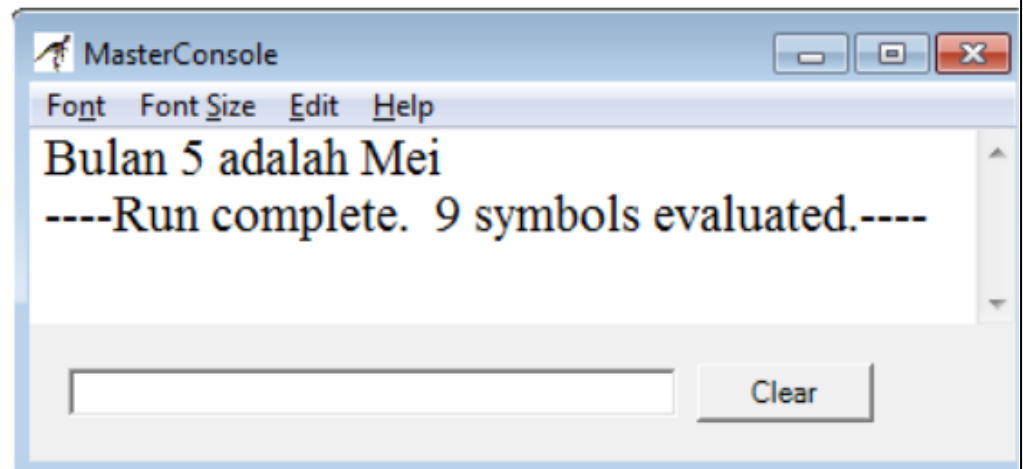 MasterConsole
Font Font Size Edit Help
Bulan 5 adalah Mei
----Run complete.  9 symbols evaluated.----
Clear